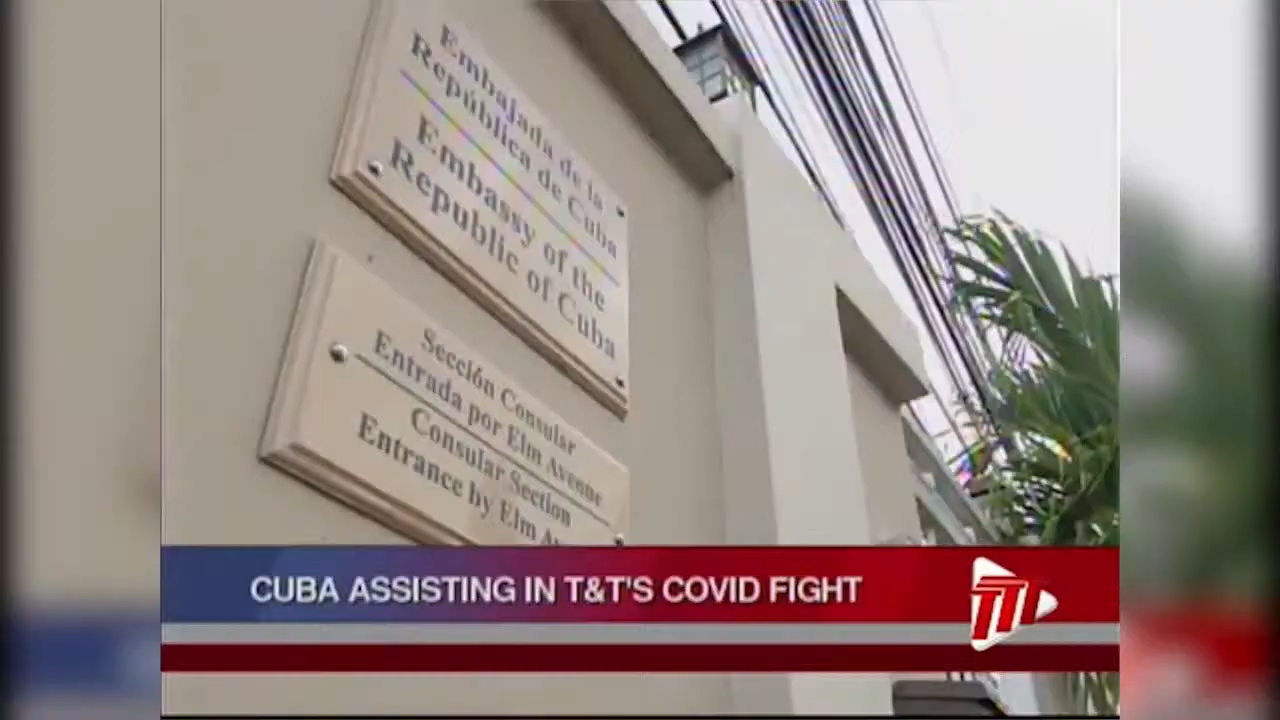 Embajada de la
República de Cuba
Embassy of the
Republic of Cuba
Sección Consular
Entrada por Elm Avenue
Consular Section
Entrance by Elm
CUBA ASSISTING IN T&T'S COVID FIGHT